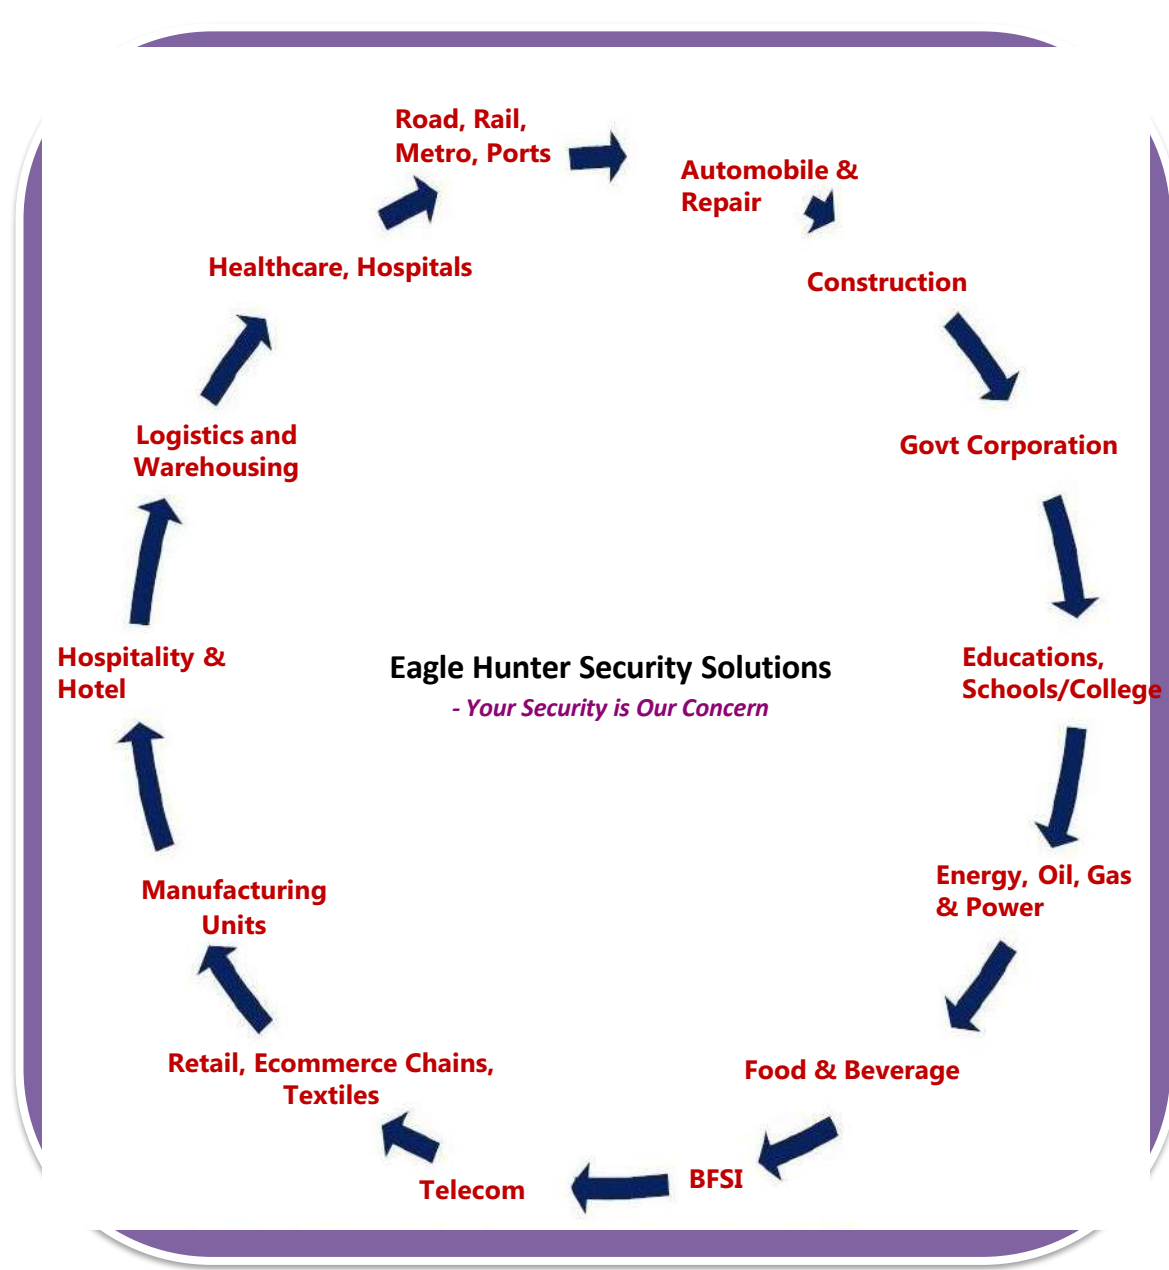 Road, Rail,
Metro, Ports
Automobile &
Repair
Construction
Govt Corporation
Educations,
Schools/College
Energy, Oil, Gas
& Power
Food & Beverage
BFSI
Telecom
Retail, Ecommerce Chains,
Textiles
Manufacturing
Units
Hospitality &
Hotel
Logistics and
Warehousing
Healthcare, Hospitals
Eagle Hunter Security Solutions
- Your Security is Our Concern